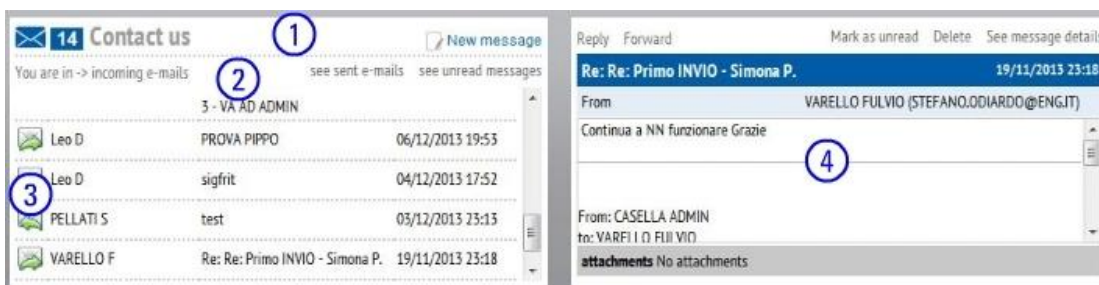 14 Contact us 1 New message
You are in -> incoming e-mails 2 see sent e-mails see unread messages
3 - VA AD ADMIN
Leo D PROVA PIPPO 06/12/2013 19:53
Leo D sigfrit 04/12/2013 17:52
3
PELLATI S test 03/12/2013 23:13
VARELLO F Re: Re: Primo INVIO - Simona P. 19/11/2013 23:18
Reply Forward Mark as unread Delete See message details
Re: Re: Primo INVIO - Simona P. 19/11/2013 23:18
From VARELLO FULVIO (STEFANO.ODIARDO@ENG.IT)
Continua a NN funzionare Grazie
4
From: CASELLA ADMIN
to: VARELLO FULVIO
attachments No attachments